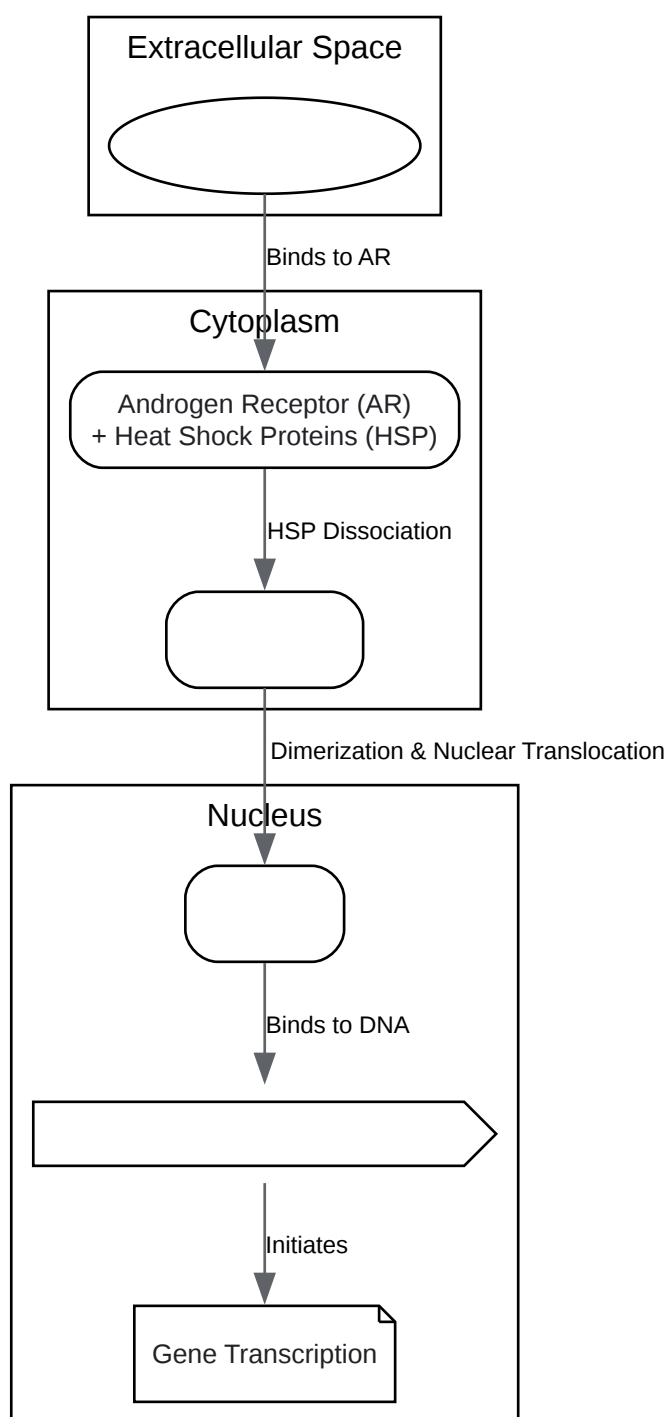 Extracellular Space
Binds to AR
Cytoplasm
Androgen Receptor (AR)
+ Heat Shock Proteins (HSP)
HSP Dissociation
Dimerization & Nuclear Translocation
Nucleus
Binds to DNA
Initiates
Gene Transcription